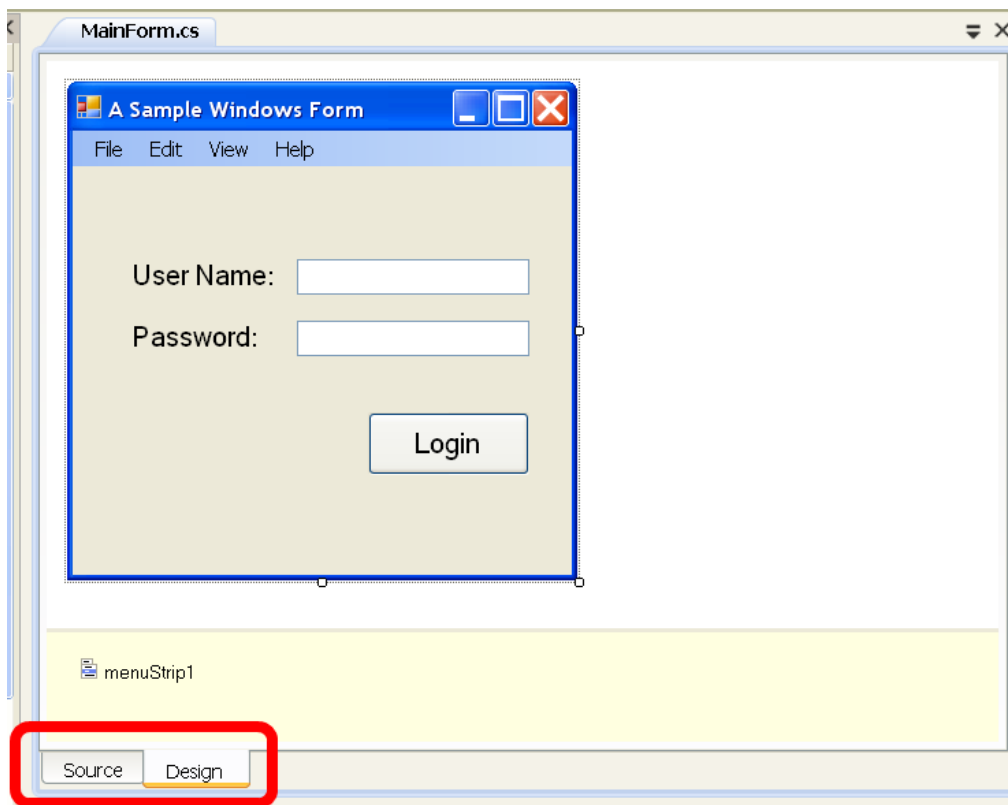 MainForm.cs
A Sample Windows Form
File Edit View Help
User Name:
Password:
Login
menuStrip1
Source Design